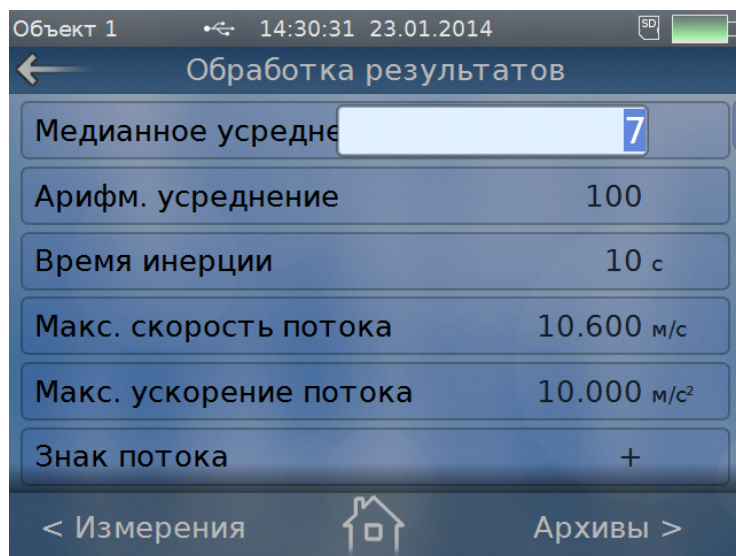 Объект 1 14:30:31 23.01.2014 SD
Обработка результатов
Медианное усредне 7
Арифм. усреднение 100
Время инерции 10 с
Макс. скорость потока 10.600 м/с
Макс. ускорение потока 10.000 м/с²
Знак потока +
< Измерения Архивы >